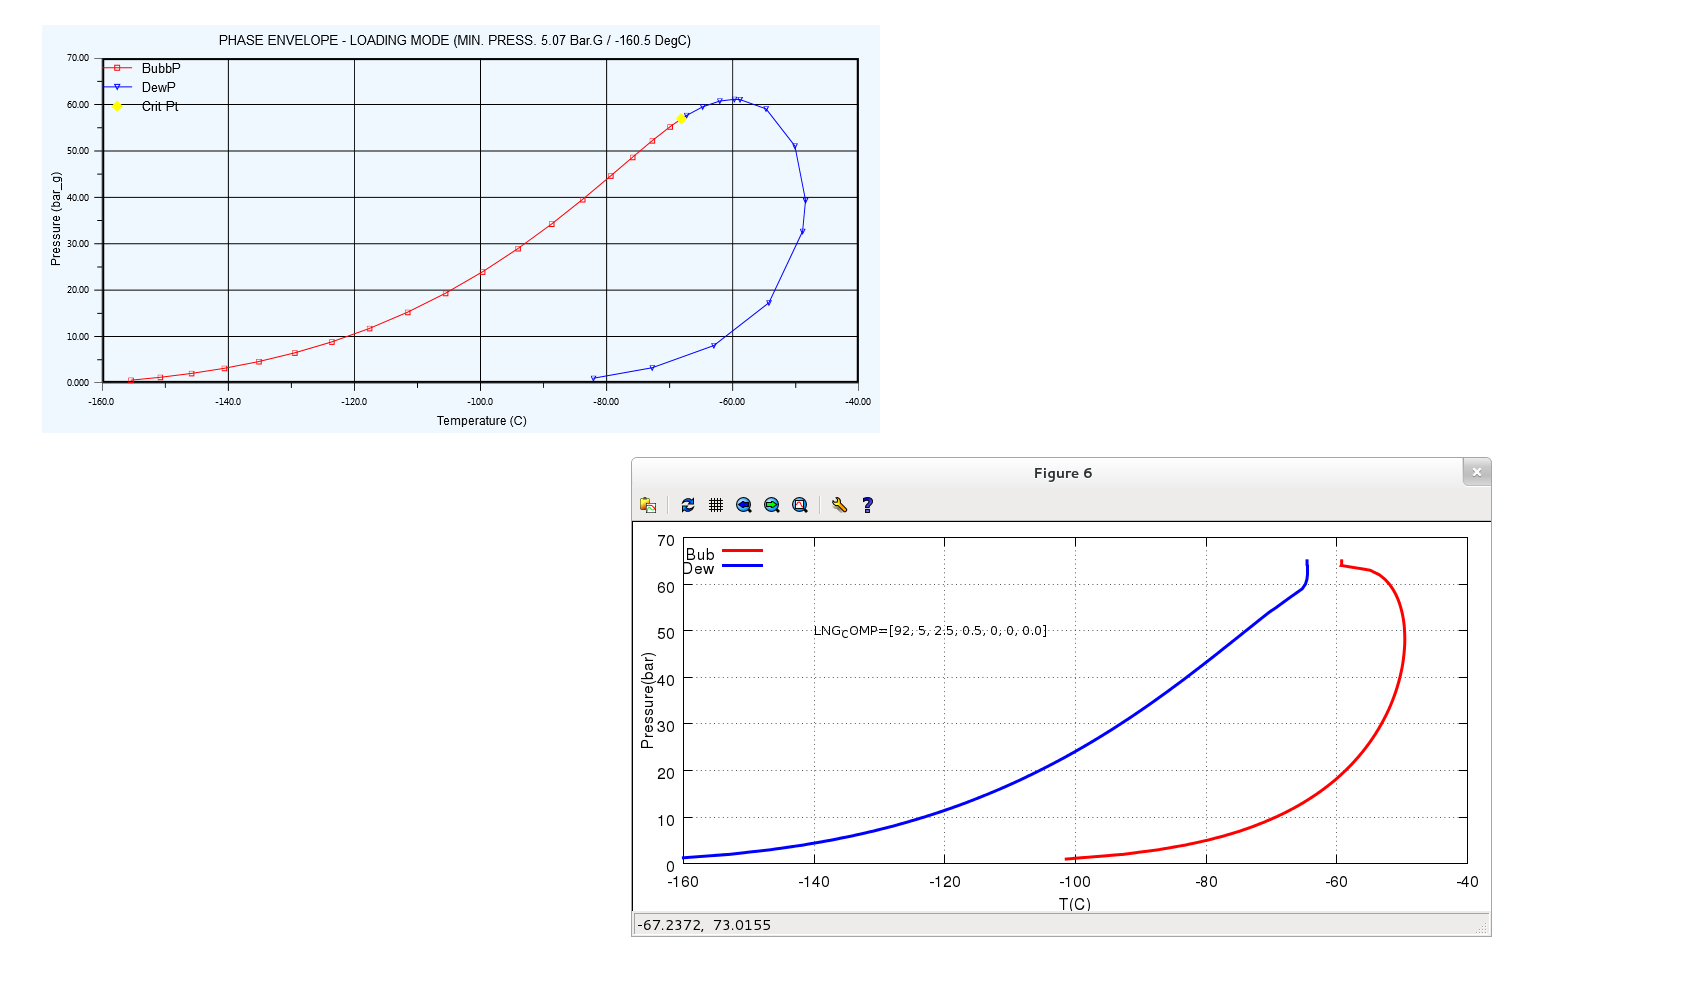 PHASE ENVELOPE - LOADING MODE (MIN. PRESS. 5.07 Bar.G / -160.5 DegC)
70.00
60.00
50.00
40.00
30.00
20.00
10.00
0.000
Pressure (bar_g)
BubbP
DewP
Crit Pt
-160.0 -140.0 -120.0 -100.0 -80.00 -60.00 -40.00
Temperature (C)
Figure 6
70
60
50
40
30
20
10
0
Pressure(bar)
Bub
Dew
LNGCOMP=[92, 5, 2.5, 0.5, 0, 0, 0.0]
-160 -140 -120 -100 -80 -60 -40
T(C)
-67.2372, 73.0155